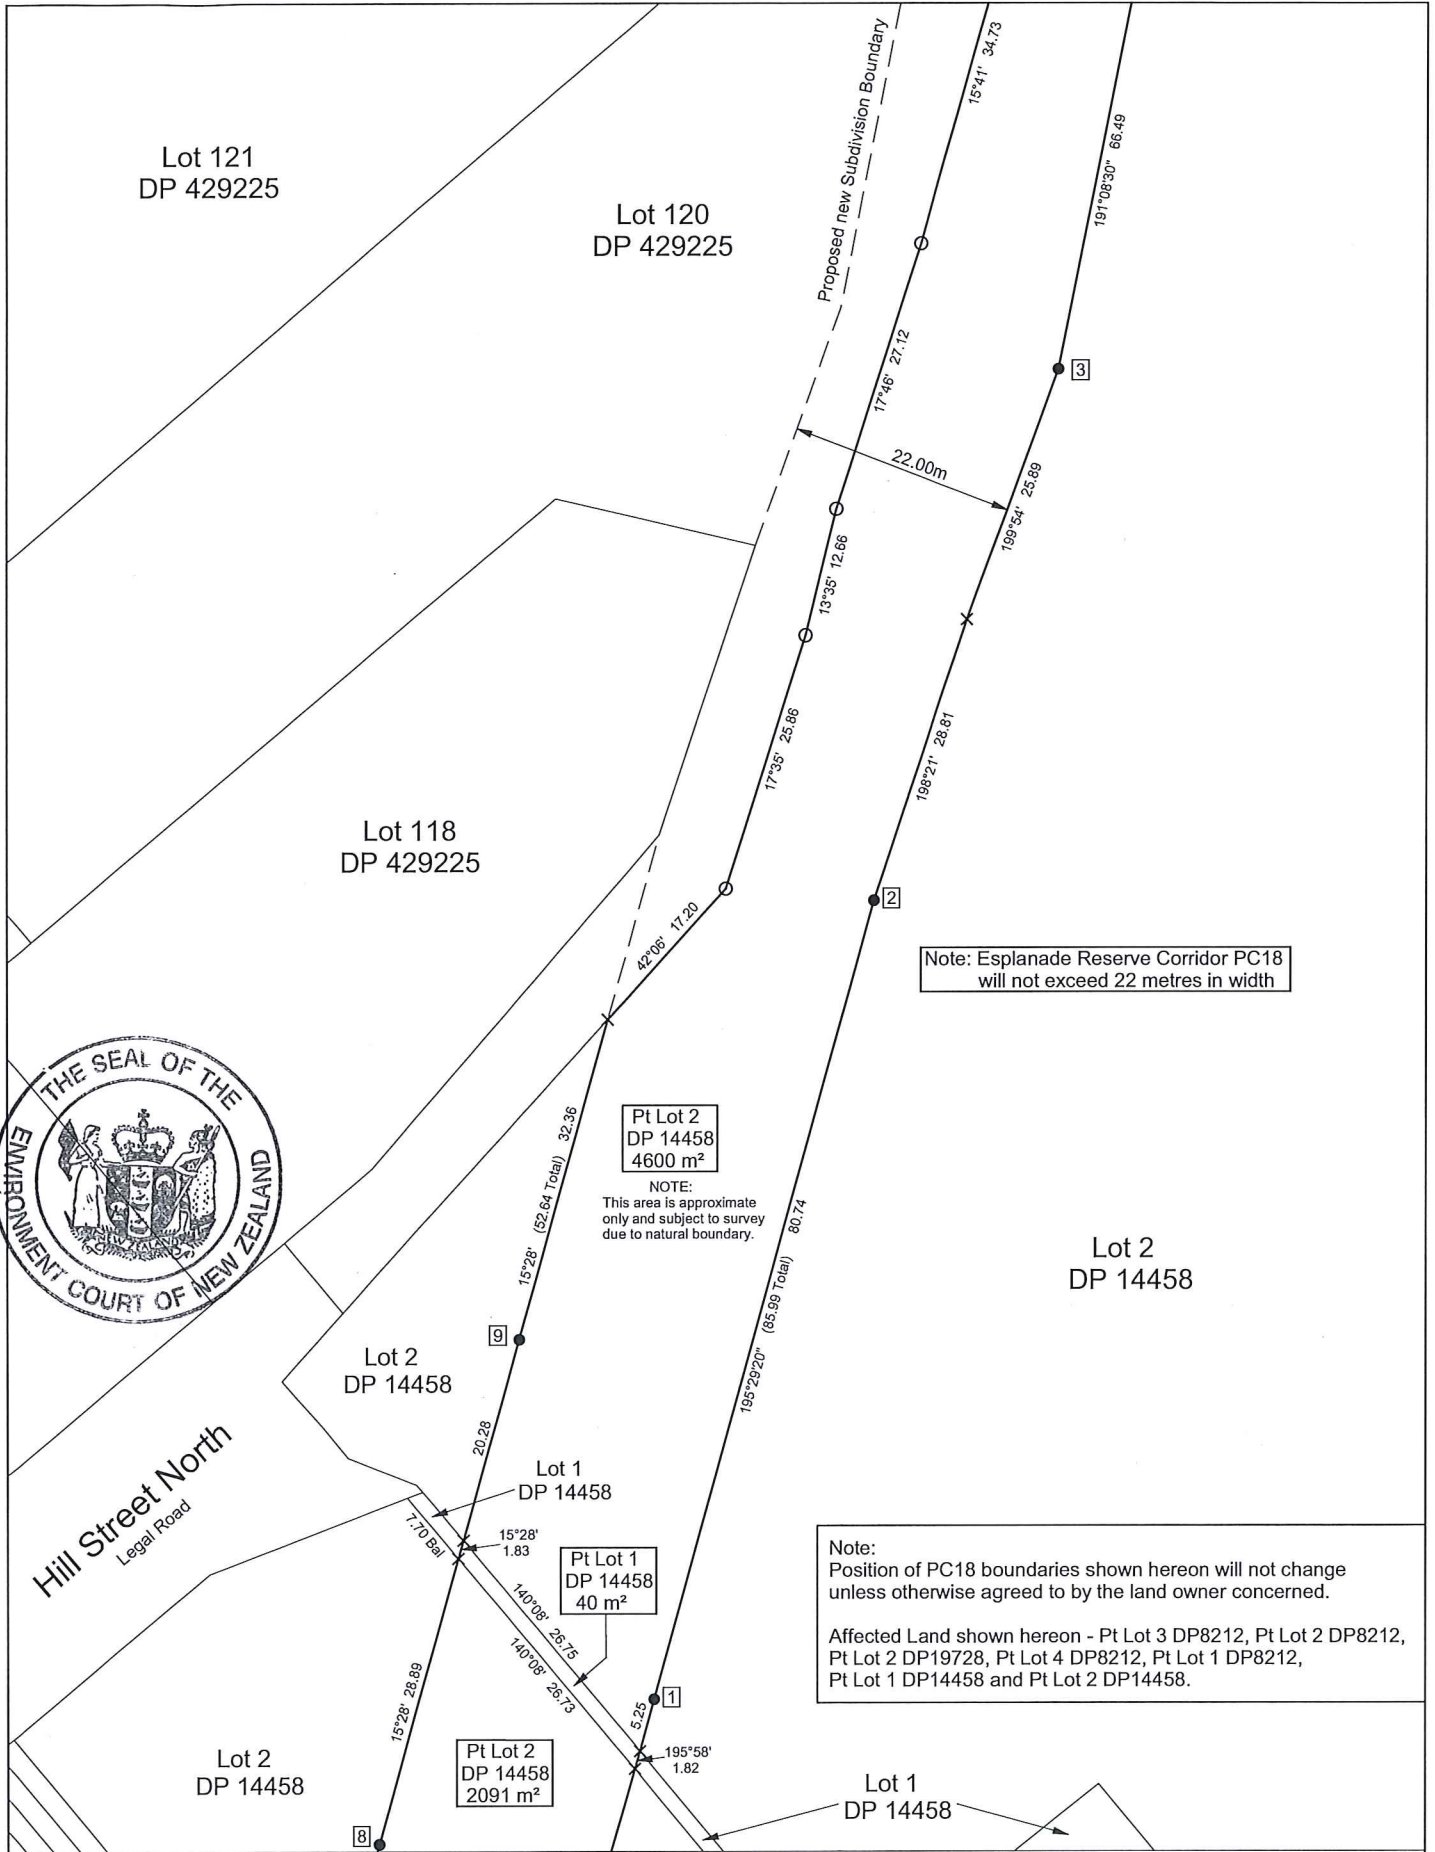 Lot 121
DP 429225
Lot 120
DP 429225
Proposed new Subdivision Boundary
15°41' 34.73
191°08'30" 66.49
17°46' 27.12
3
22.00m
199°54' 25.89
13°35' 12.66
17°35' 25.86
198°21' 28.81
Lot 118
DP 429225
2
42°06' 17.20
Note: Esplanade Reserve Corridor PC18
will not exceed 22 metres in width
THE SEAL OF THE
ENVIRONMENT COURT OF NEW ZEALAND
NEW ZEALAND
Pt Lot 2
DP 14458
4600 m²
NOTE:
This area is approximate
only and subject to survey
due to natural boundary.
15°28' (52.64 Total) 32.36
195°29'20" (85.99 Total) 80.74
Lot 2
DP 14458
9
Lot 2
DP 14458
20.28
Hill Street North
Legal Road
Lot 1
DP 14458
7.70 Bal
15°28'
1.83
Pt Lot 1
DP 14458
40 m²
140°08' 26.75
140°08' 26.73
Note:
Position of PC18 boundaries shown hereon will not change
unless otherwise agreed to by the land owner concerned.
Affected Land shown hereon - Pt Lot 3 DP8212, Pt Lot 2 DP8212,
Pt Lot 2 DP19728, Pt Lot 4 DP8212, Pt Lot 1 DP8212,
Pt Lot 1 DP14458 and Pt Lot 2 DP14458.
15°28' 28.89
1
5.25
195°58'
1.82
Lot 2
DP 14458
Pt Lot 2
DP 14458
2091 m²
Lot 1
DP 14458
8